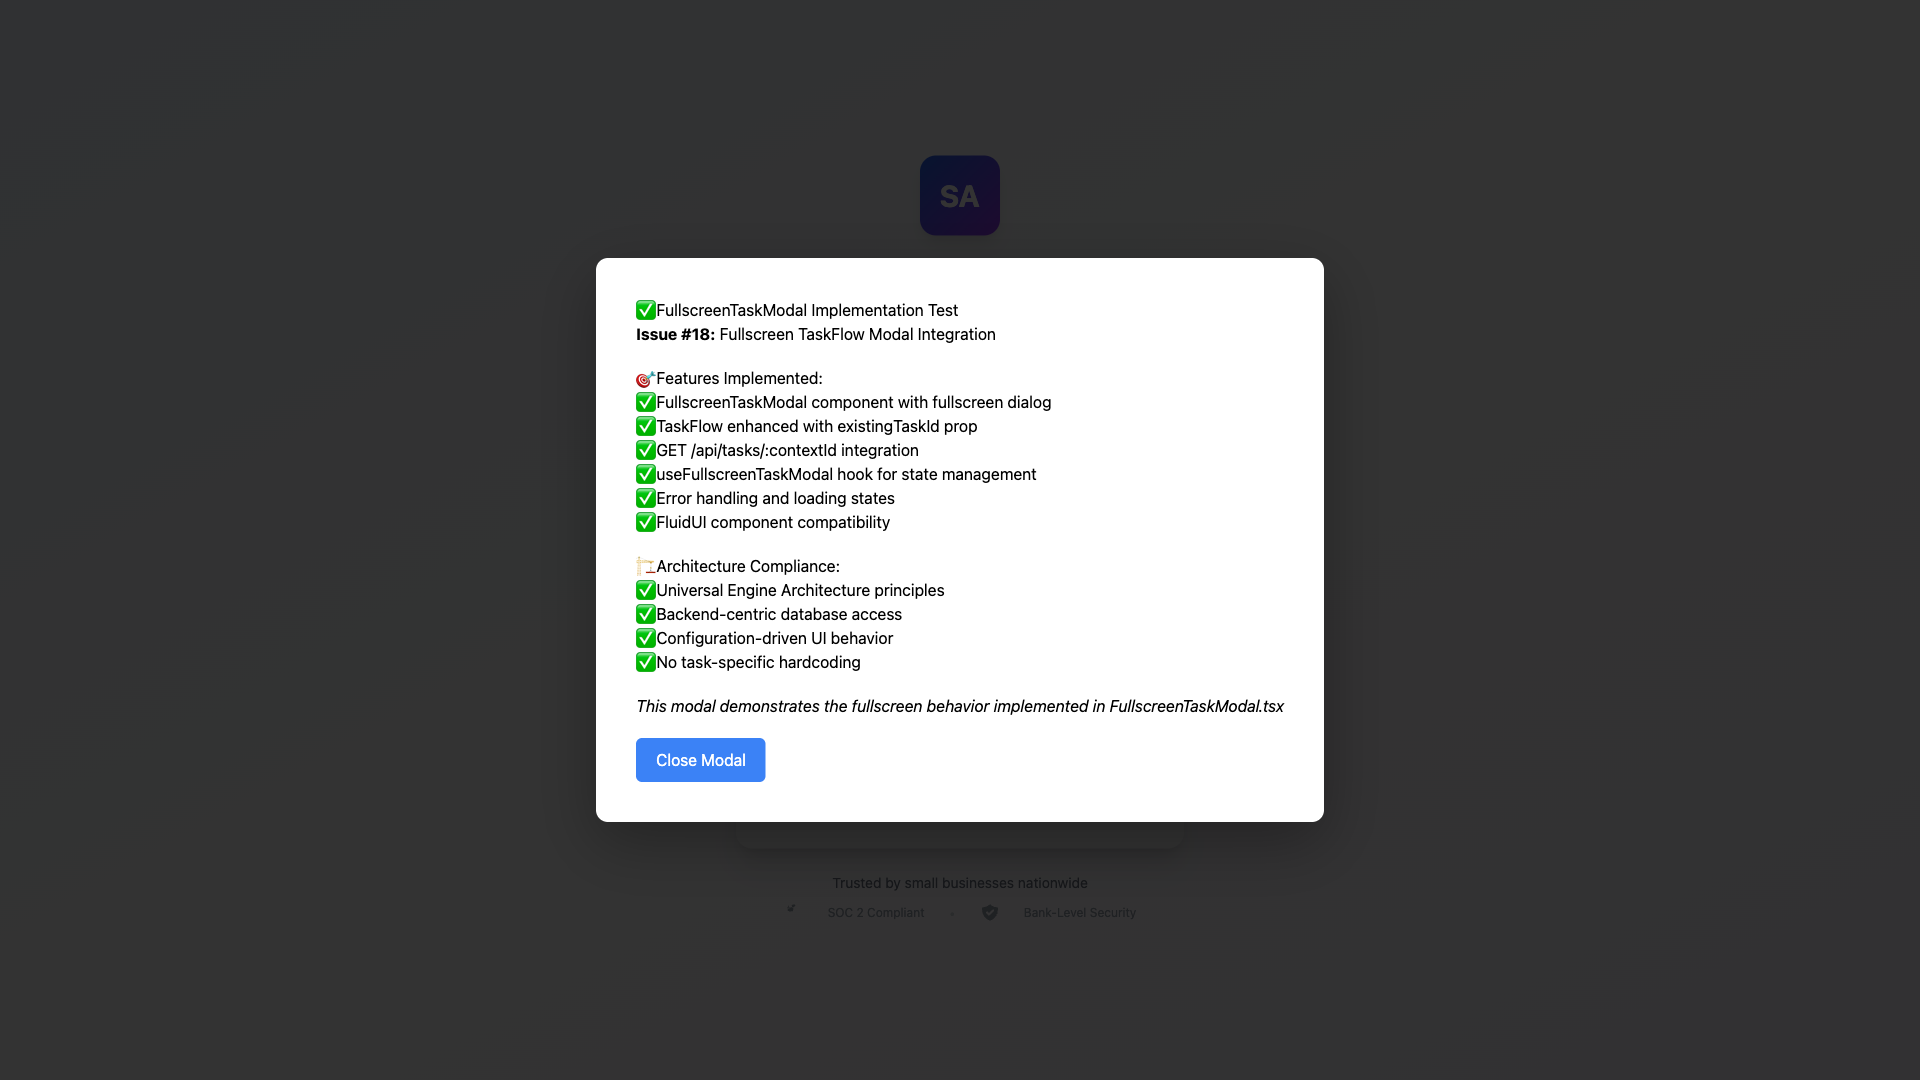 SA
✅FullscreenTaskModal Implementation Test
Issue #18: Fullscreen TaskFlow Modal Integration
🎯Features Implemented:
✅FullscreenTaskModal component with fullscreen dialog
✅TaskFlow enhanced with existingTaskId prop
✅GET /api/tasks/:contextId integration
✅useFullscreenTaskModal hook for state management
✅Error handling and loading states
✅FluidUI component compatibility
🏗️Architecture Compliance:
✅Universal Engine Architecture principles
✅Backend-centric database access
✅Configuration-driven UI behavior
✅No task-specific hardcoding
This modal demonstrates the fullscreen behavior implemented in FullscreenTaskModal.tsx
Close Modal
Trusted by small businesses nationwide
SOC 2 Compliant • Bank-Level Security